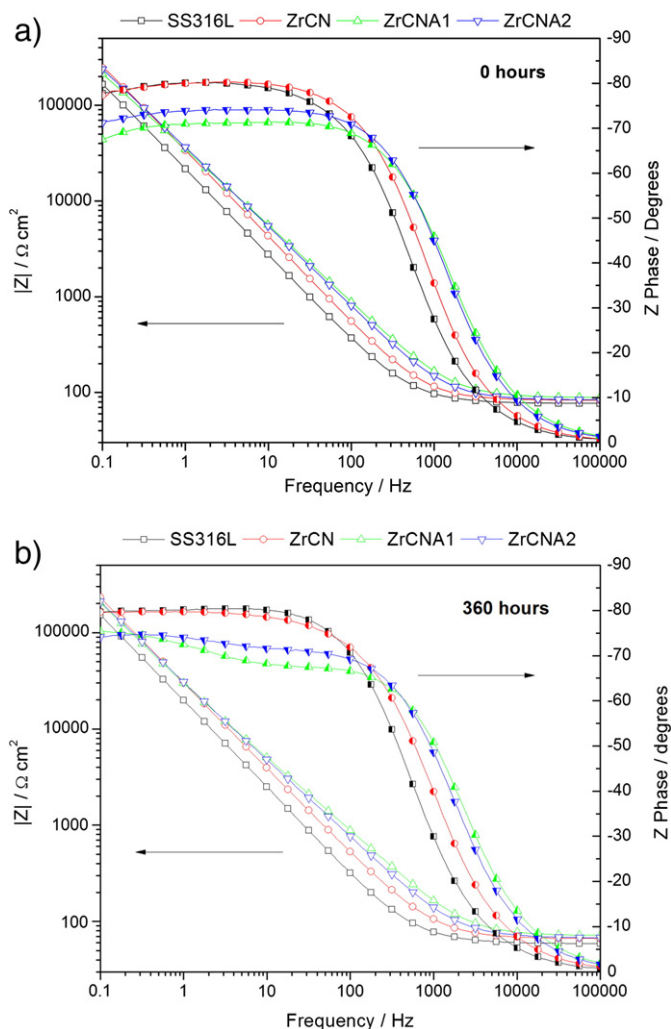 a)
SS316L ZrCN ZrCNA1 ZrCNA2
0 hours
|Z| / Ω cm²
100000
10000
1000
100
-90
-80
-70
-60
-50
-40
-30
-20
-10
0
Z Phase / Degrees
0.1 1 10 100 1000 10000 100000
Frequency / Hz
b)
SS316L ZrCN ZrCNA1 ZrCNA2
360 hours
|Z| / Ω cm²
100000
10000
1000
100
-90
-80
-70
-60
-50
-40
-30
-20
-10
0
Z Phase / degrees
0.1 1 10 100 1000 10000 100000
Frequency / Hz